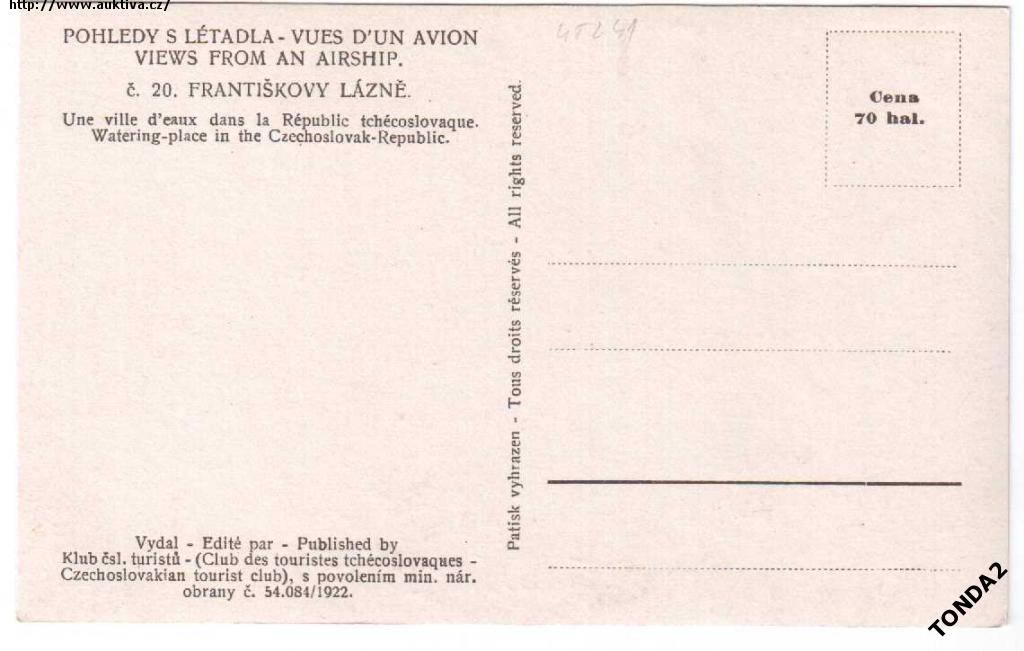 http://www.auktiva.cz/
POHLEDY S LÉTADLA - VUES D'UN AVION
VIEWS FROM AN AIRSHIP.
č. 20. FRANTIŠKOVY LÁZNĚ.
Une ville d'eaux dans la Républic tchécoslovaque.
Watering-place in the Czechoslovak-Republic.
Vydal - Edité par - Published by
Klub čsl. turistů - (Club des touristes tchécoslovaques -
Czechoslovakian tourist club), s povolením min. nár.
obrany č. 54.084/1922.
Patisk vyhrazen - Tous droits réservés - All rights reserved.
Cena
70 hal.
TONDA2